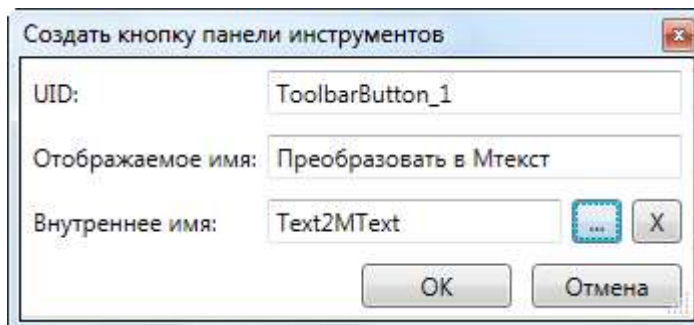 Создать кнопку панели инструментов x
UID: ToolbarButton_1
Отображаемое имя: Преобразовать в Мтекст
Внутреннее имя: Text2MText ... X
OK Отмена